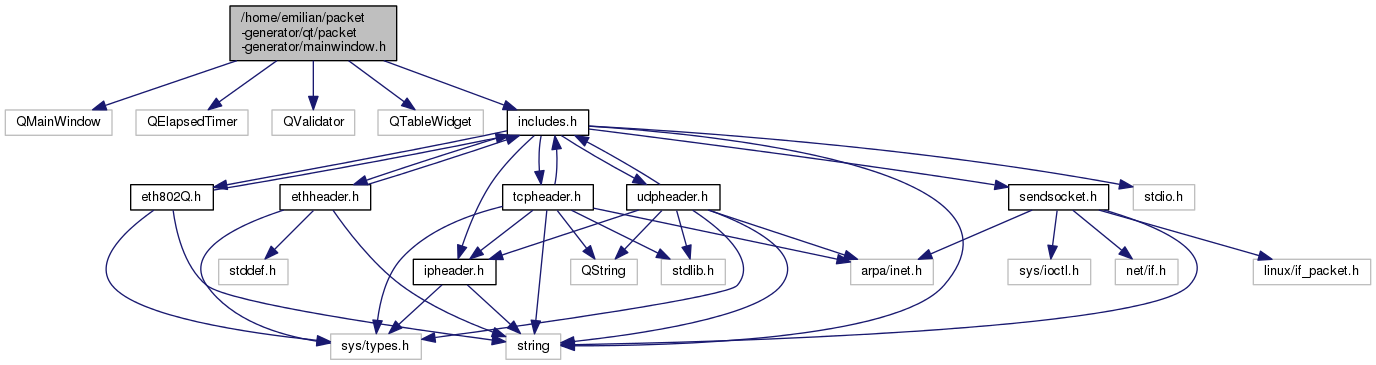 /home/emilian/packet
-generator/qt/packet
-generator/mainwindow.h
QMainWindow
QElapsedTimer
QValidator
QTableWidget
includes.h
eth802Q.h
ethheader.h
tcpheader.h
udpheader.h
sendsocket.h
stdio.h
stddef.h
ipheader.h
QString
stdlib.h
arpa/inet.h
sys/ioctl.h
net/if.h
linux/if_packet.h
sys/types.h
string